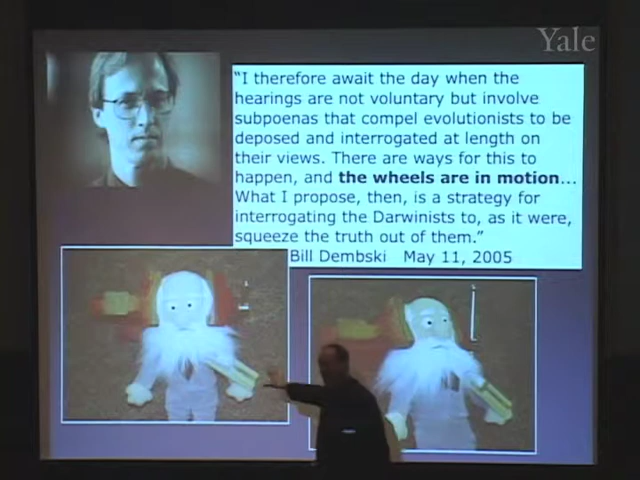 Yale
"I therefore await the day when the
hearings are not voluntary but involve
subpoenas that compel evolutionists to be
deposed and interrogated at length on
their views. There are ways for this to
happen, and the wheels are in motion...
What I propose, then, is a strategy for
interrogating the Darwinists to, as it were,
squeeze the truth out of them."
Bill Dembski May 11, 2005